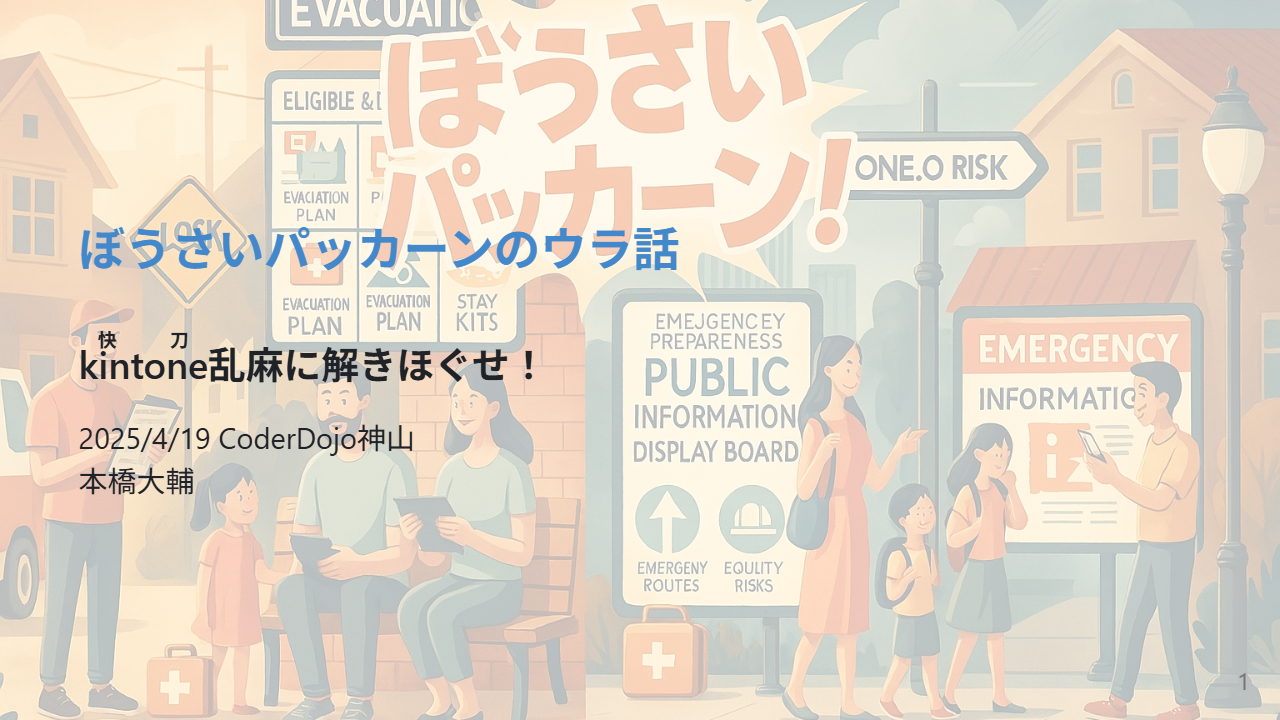 EVACUATIO
ぼうさい
パッカーン!
ELIGIBLE &
EVACIATION
PLAN
LOSK
ONE.O RISK
ぼうさいパッカーンのウラ話
EVACUATION
PLAN
EVACUATION
PLAN
STAY
KITS
快刀
kintone乱麻に解きほぐせ！
2025/4/19 CoderDojo神山
本橋大輔
EMEJGENCEY
PREPARENESS
PUBLIC
INFORMATION
DISPLAY BOARD
EMERGENY
ROUTES
EQULITY
RISKS
EMERGENCY
INFORMATIO
iz
1